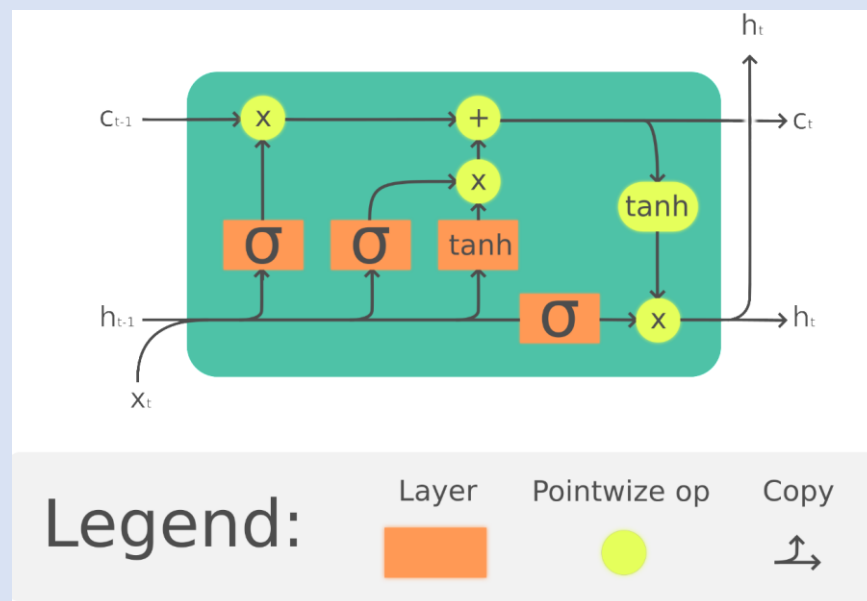 hₜ
cₜ₋₁ x + cₜ
x
σ σ tanh tanh
hₜ₋₁ σ x hₜ
xₜ
Legend: Layer Pointwize op Copy